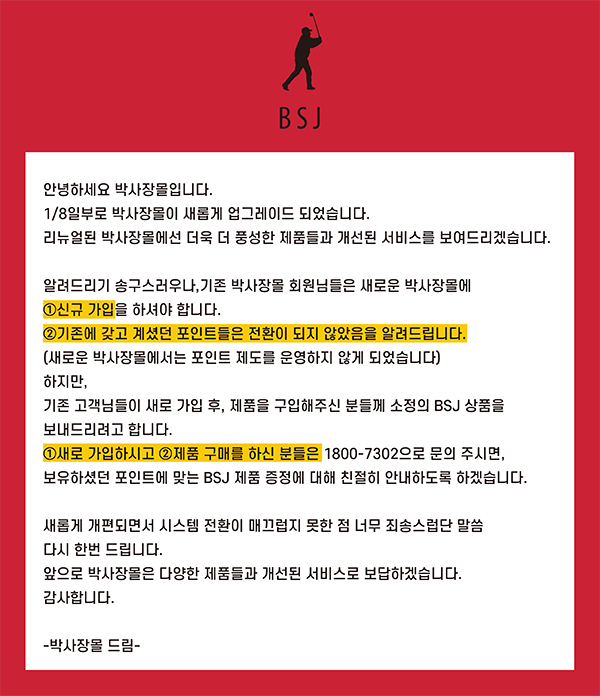 BSJ
안녕하세요 박사장몰입니다.
1/8일부로 박사장몰이 새롭게 업그레이드 되었습니다.
리뉴얼된 박사장몰에선 더욱 더 풍성한 제품들과 개선된 서비스를 보여드리겠습니다.
알려드리기 송구스러우나,기존 박사장몰 회원님들은 새로운 박사장몰에
①신규 가입을 하셔야 합니다.
②기존에 갖고 계셨던 포인트들은 전환이 되지 않았음을 알려드립니다.
(새로운 박사장몰에서는 포인트 제도를 운영하지 않게 되었습니다)
하지만,
기존 고객님들이 새로 가입 후, 제품을 구입해주신 분들께 소정의 BSJ 상품을
보내드리려고 합니다.
①새로 가입하시고 ②제품 구매를 하신 분들은 1800-7302으로 문의 주시면,
보유하셨던 포인트에 맞는 BSJ 제품 증정에 대해 친절히 안내하도록 하겠습니다.
새롭게 개편되면서 시스템 전환이 매끄럽지 못한 점 너무 죄송스럽단 말씀
다시 한번 드립니다.
앞으로 박사장몰은 다양한 제품들과 개선된 서비스로 보답하겠습니다.
감사합니다.
-박사장몰 드림-